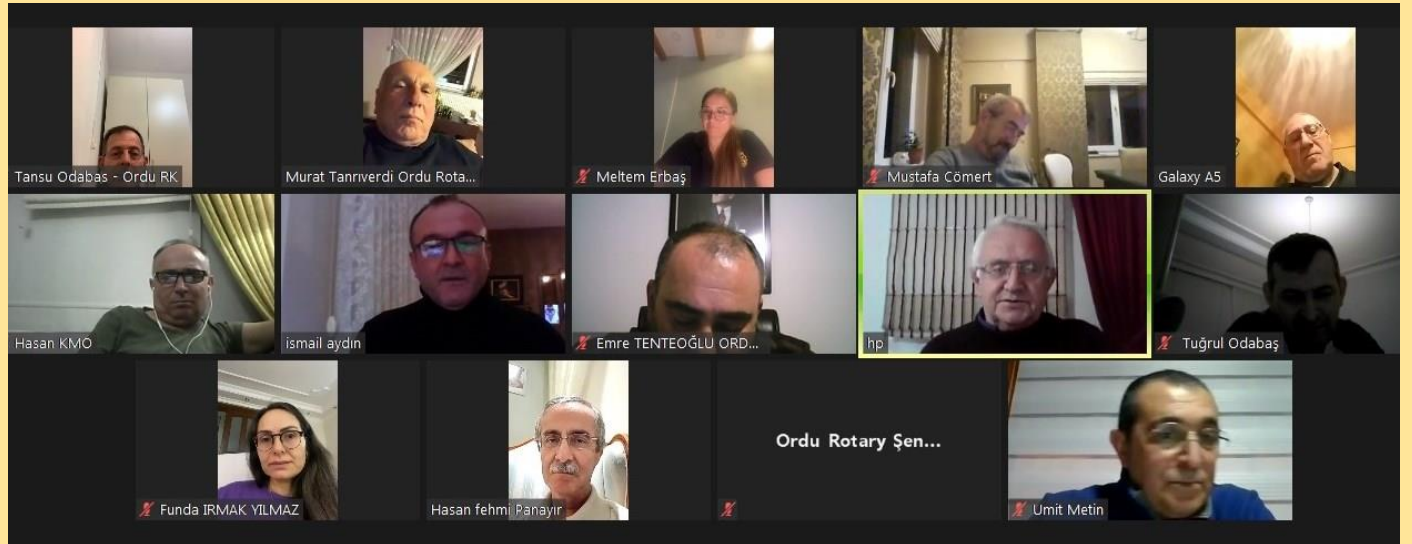 Tansu Odabas - Ordu RK
Murat Tanrıverdi Ordu Rota...
Meltem Erbaş
Mustafa Cömert
Galaxy A5
Hasan KMO
ismail aydın
Emre TENTEOĞLU ORD...
hp
Tuğrul Odabaş
Funda IRMAK YILMAZ
Hasan fehmi Panayır
Ordu Rotary Şen...
Umit Metin